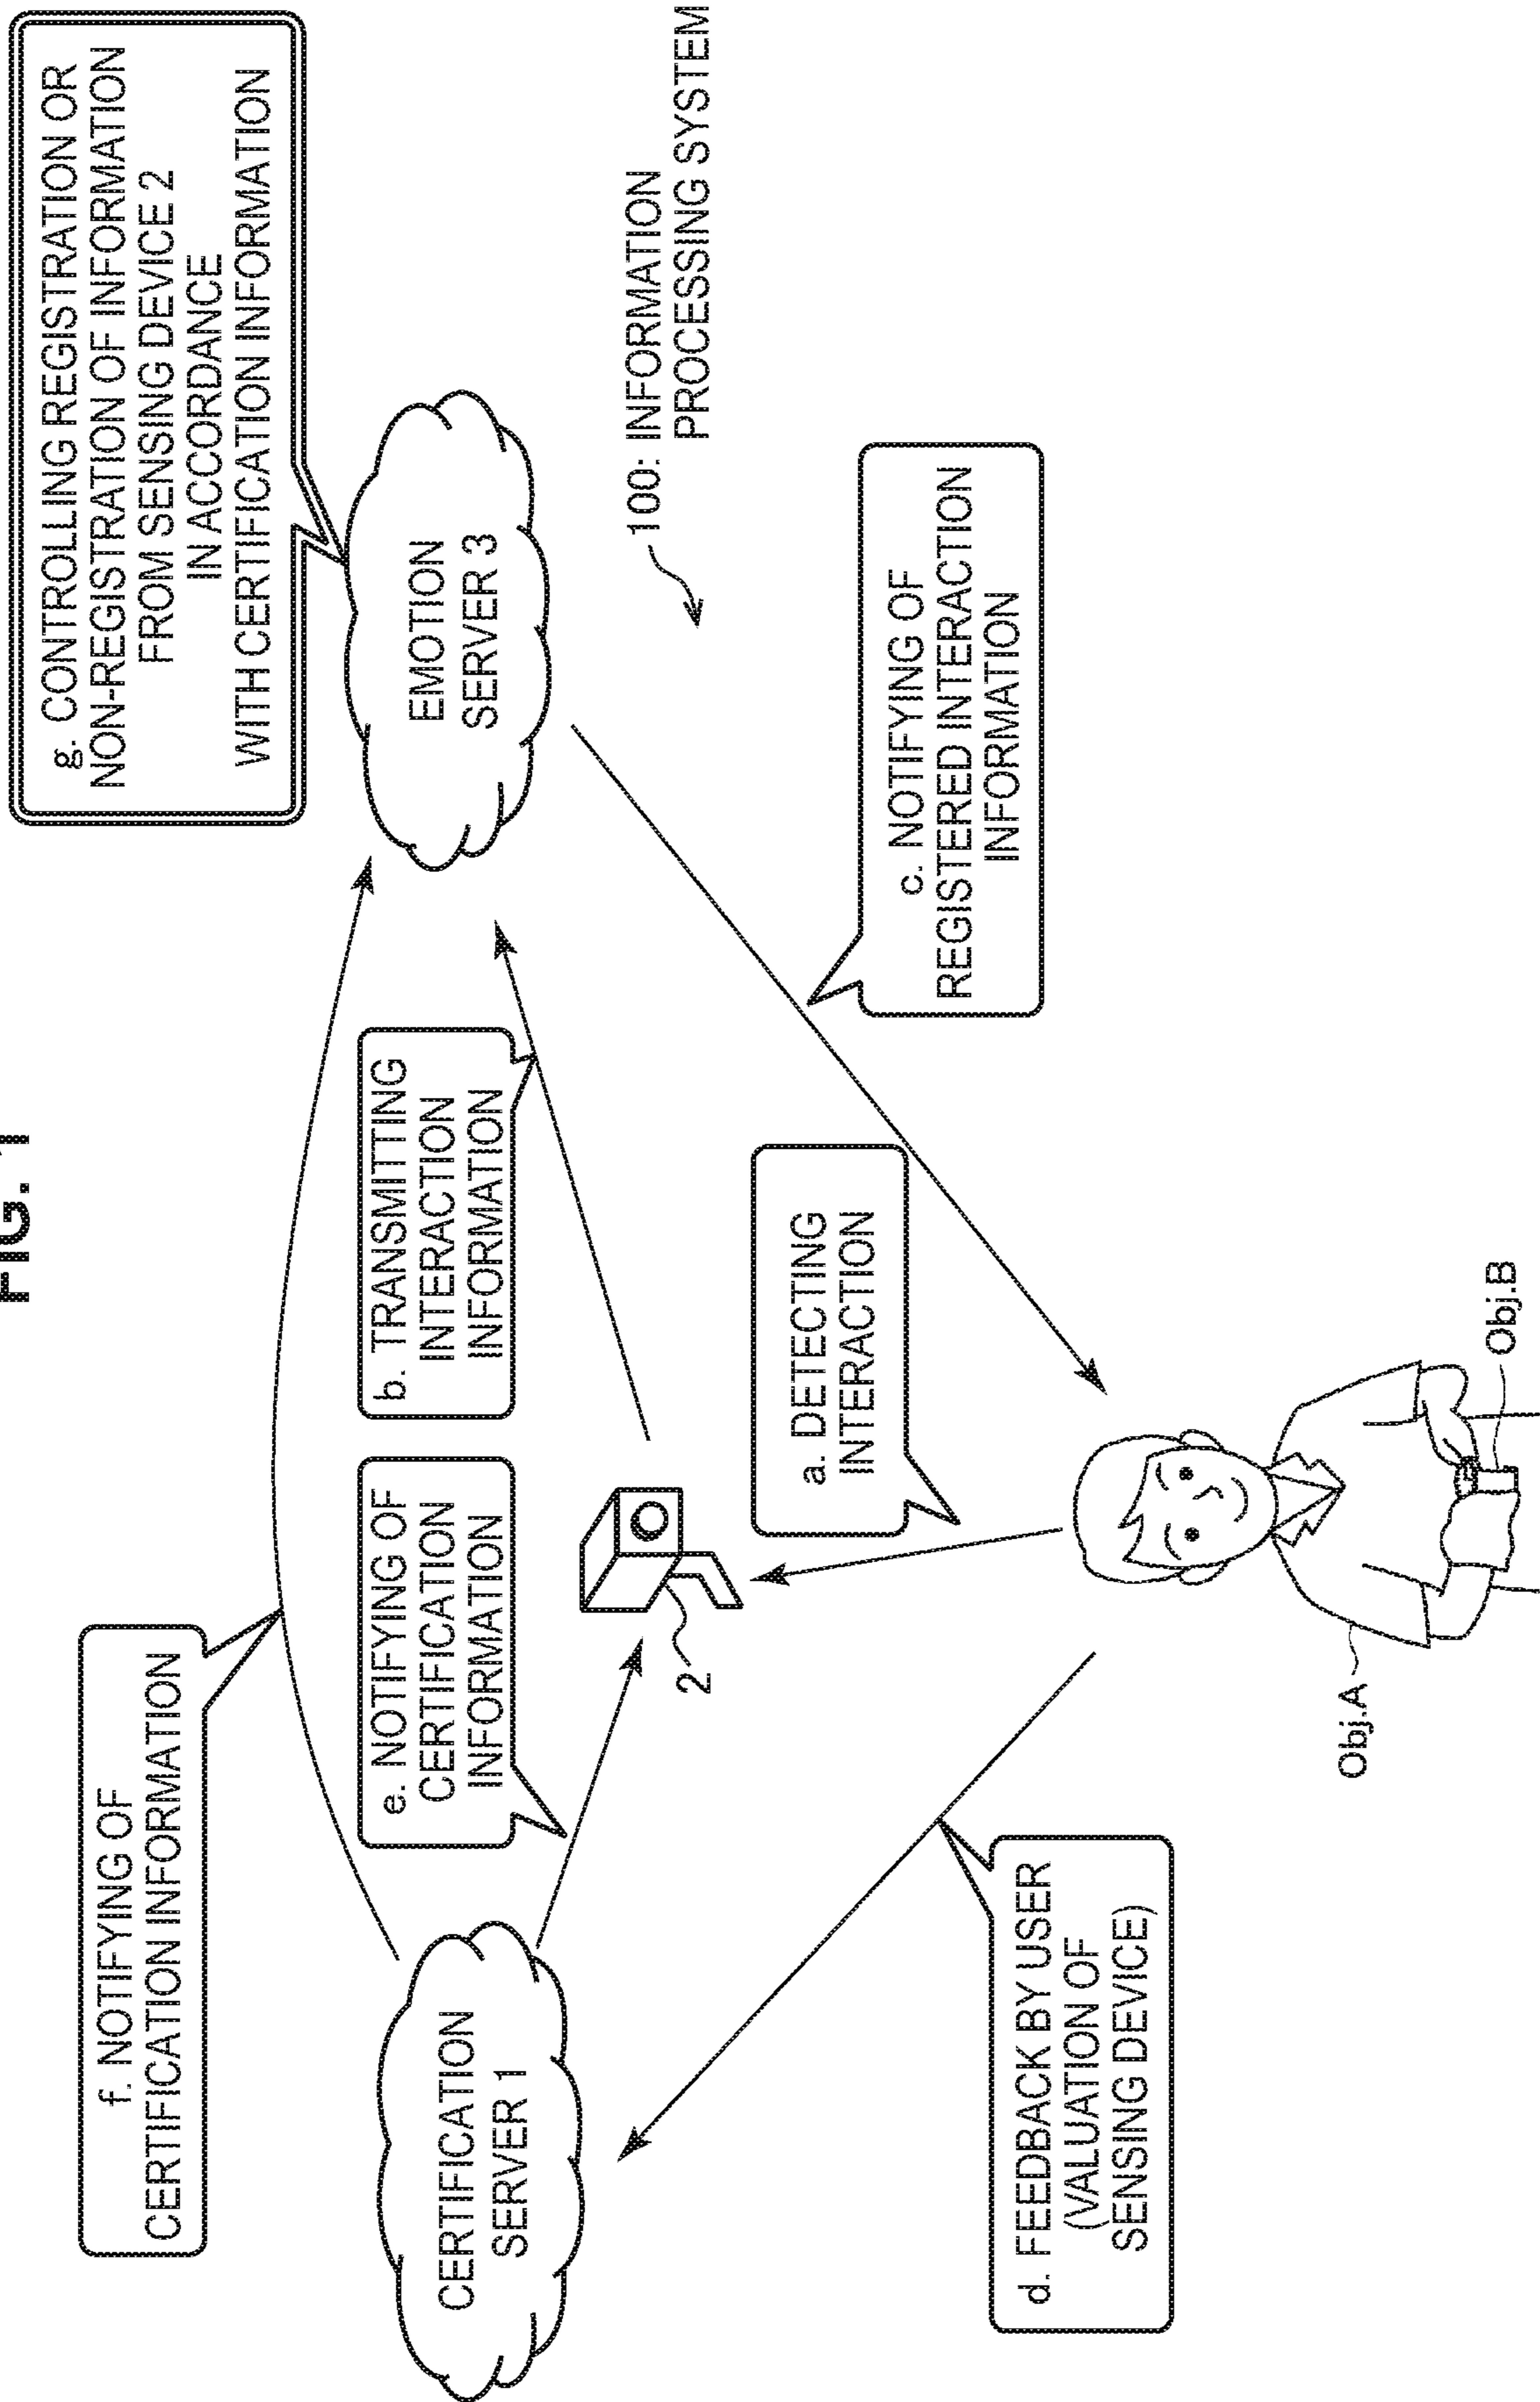 FIG. 1
f. NOTIFYING OF
CERTIFICATION INFORMATION
g. CONTROLLING REGISTRATION OR
NON-REGISTRATION OF INFORMATION
FROM SENSING DEVICE 2
IN ACCORDANCE
WITH CERTIFICATION INFORMATION
CERTIFICATION
SERVER 1
e. NOTIFYING OF
CERTIFICATION
INFORMATION
b. TRANSMITTING
INTERACTION
INFORMATION
EMOTION
SERVER 3
2
100: INFORMATION
PROCESSING SYSTEM
a. DETECTING
INTERACTION
c. NOTIFYING OF
REGISTERED INTERACTION
INFORMATION
d. FEEDBACK BY USER
(VALUATION OF
SENSING DEVICE)
Obj.A
Obj.B